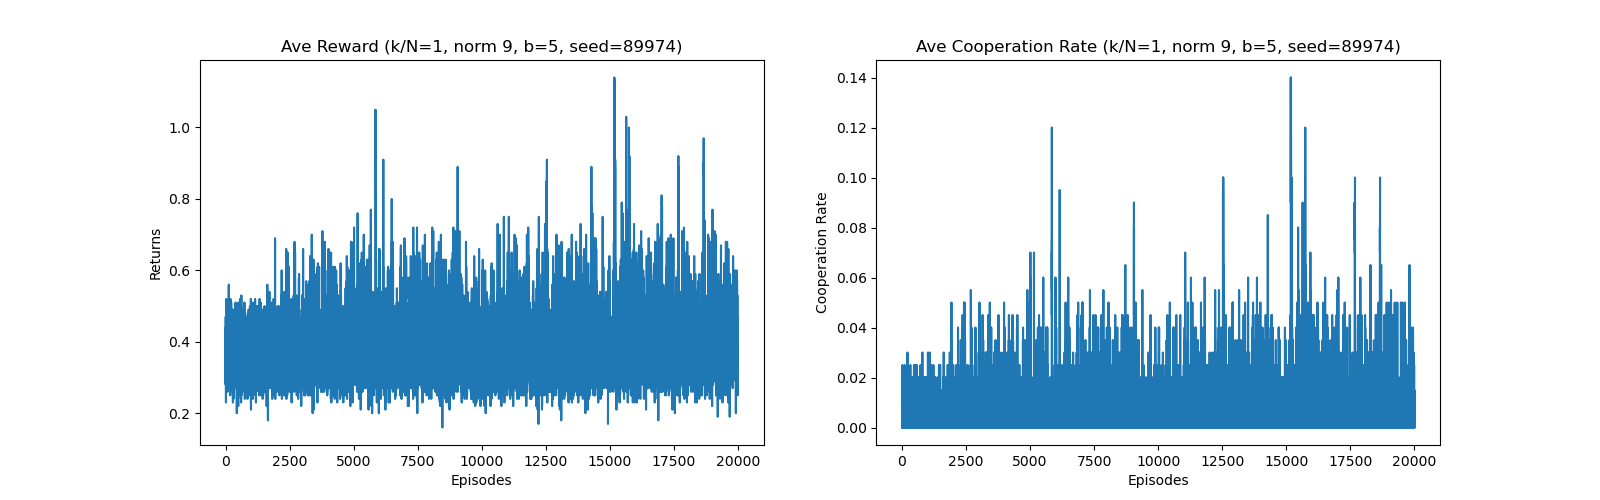 Ave Reward (k/N=1, norm 9, b=5, seed=89974)
Returns
1.0
0.8
0.6
0.4
0.2
0 2500 5000 7500 10000 12500 15000 17500 20000
Episodes
Ave Cooperation Rate (k/N=1, norm 9, b=5, seed=89974)
Cooperation Rate
0.14
0.12
0.10
0.08
0.06
0.04
0.02
0.00
0 2500 5000 7500 10000 12500 15000 17500 20000
Episodes